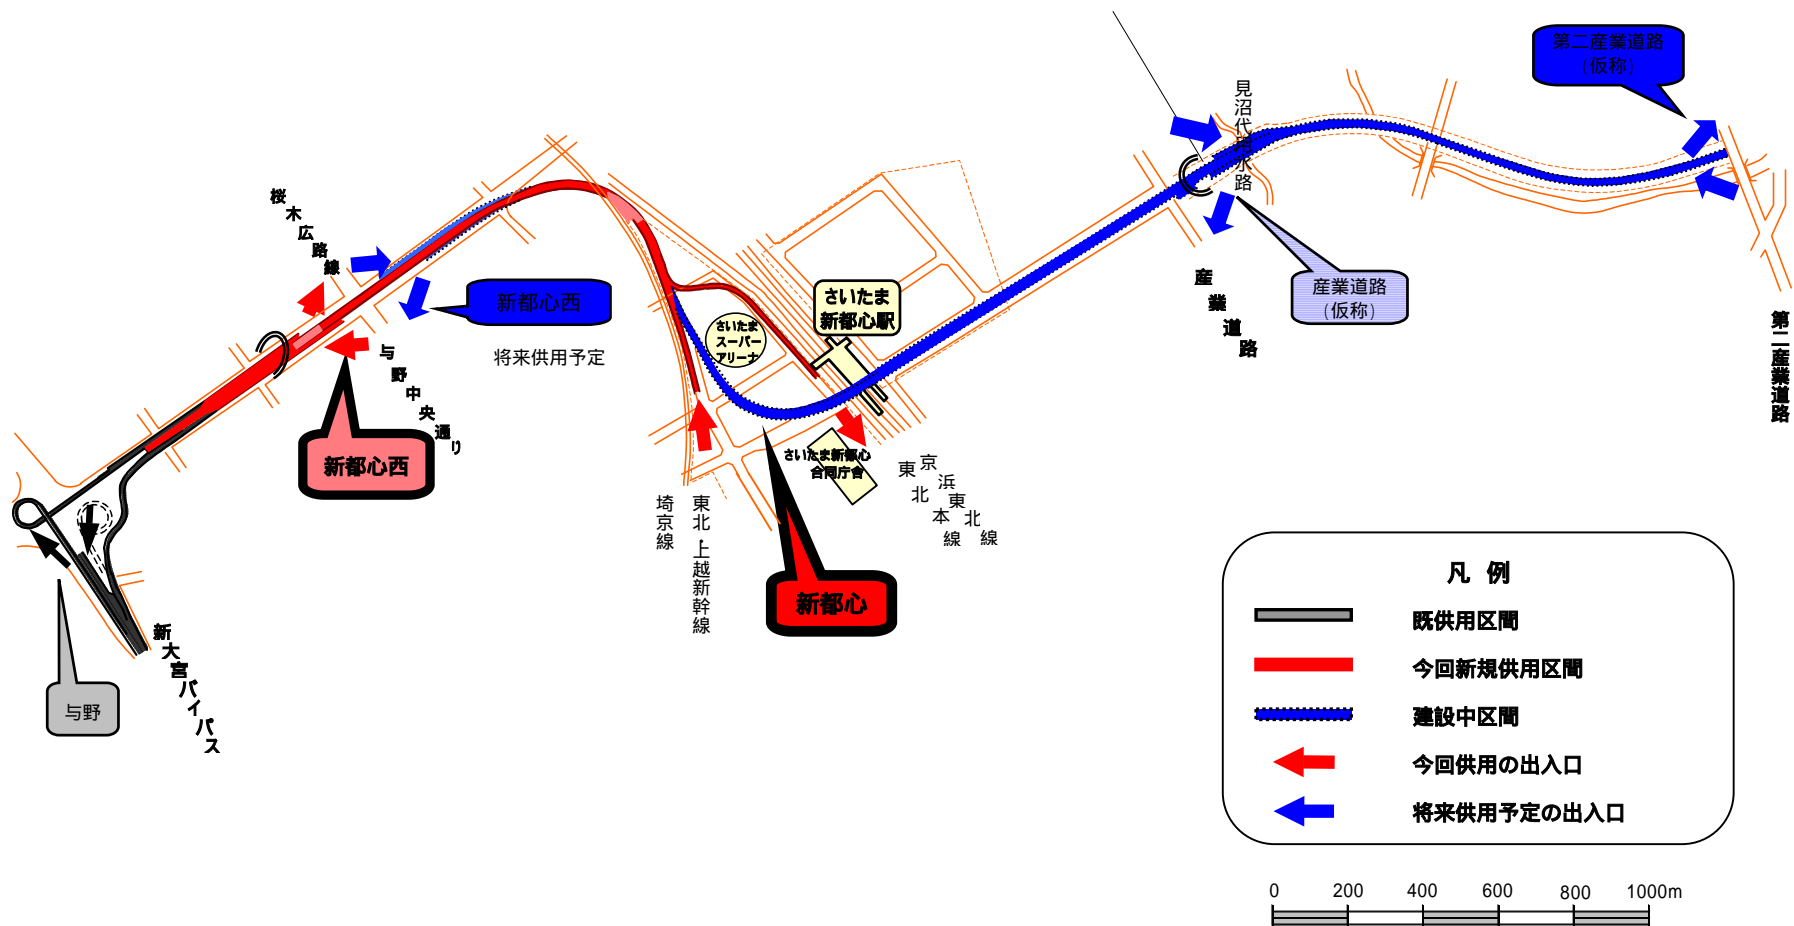 第二産業道路
(仮称)
見沼代用水路
桜木広路線
新都心西
将来供用予定
さいたま
新都心駅
さいたま
スーパー
アリーナ
産業道路
産業道路
(仮称)
第二産業道路
与野中央通り
新都心西
さいたま新都心
合同庁舎
東北本線
京浜東北線
埼京線
東北・上越新幹線
新都心
新大宮バイパス
与野
凡 例
既供用区間
今回新規供用区間
建設中区間
今回供用の出入口
将来供用予定の出入口
0 200 400 600 800 1000m